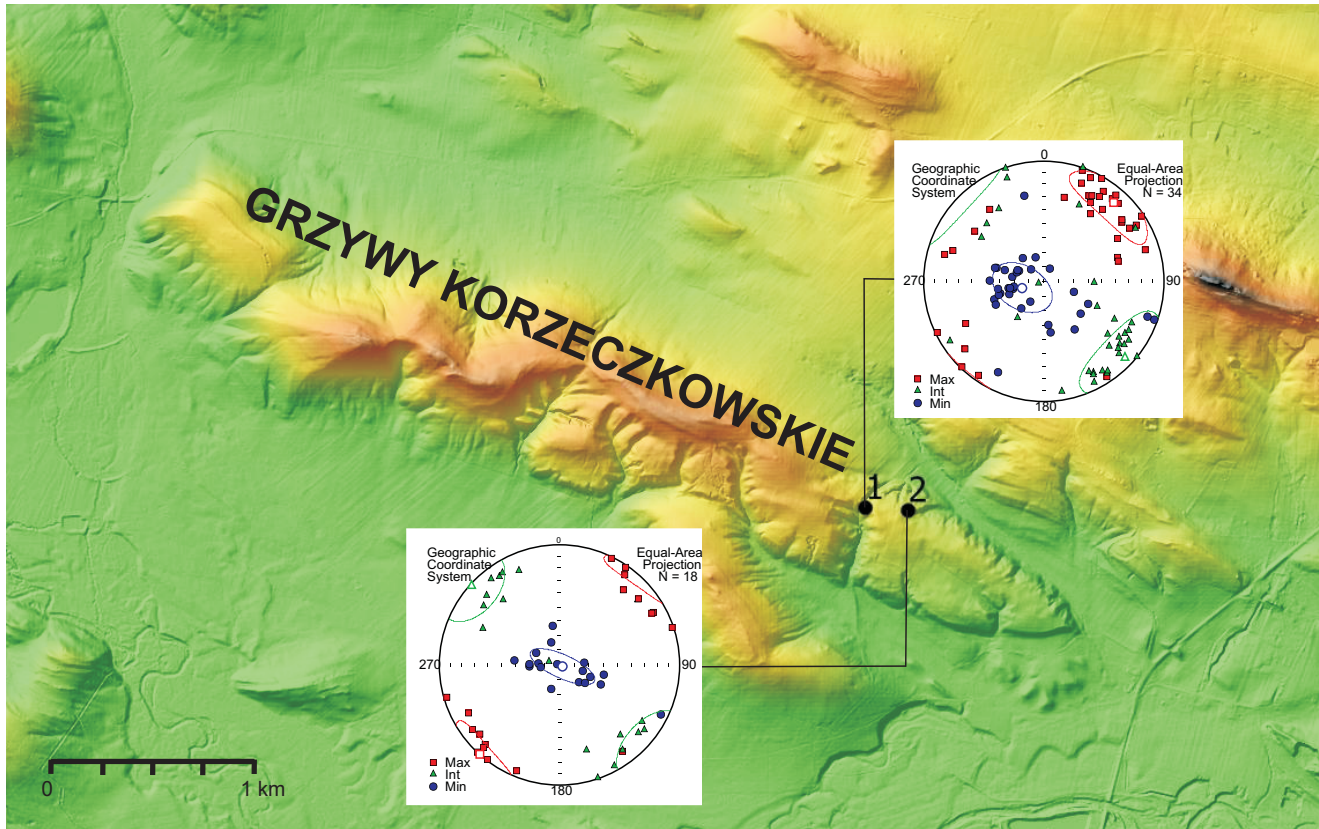 GRZYWY KORZECZKOWSKIE
0
Geographic
Coordinate
System
Equal-Area
Projection
N = 34
270
90
Max
Int
Min
180
1
2
0
Geographic
Coordinate
System
Equal-Area
Projection
N = 18
270
90
Max
Int
Min
180
0
1 km